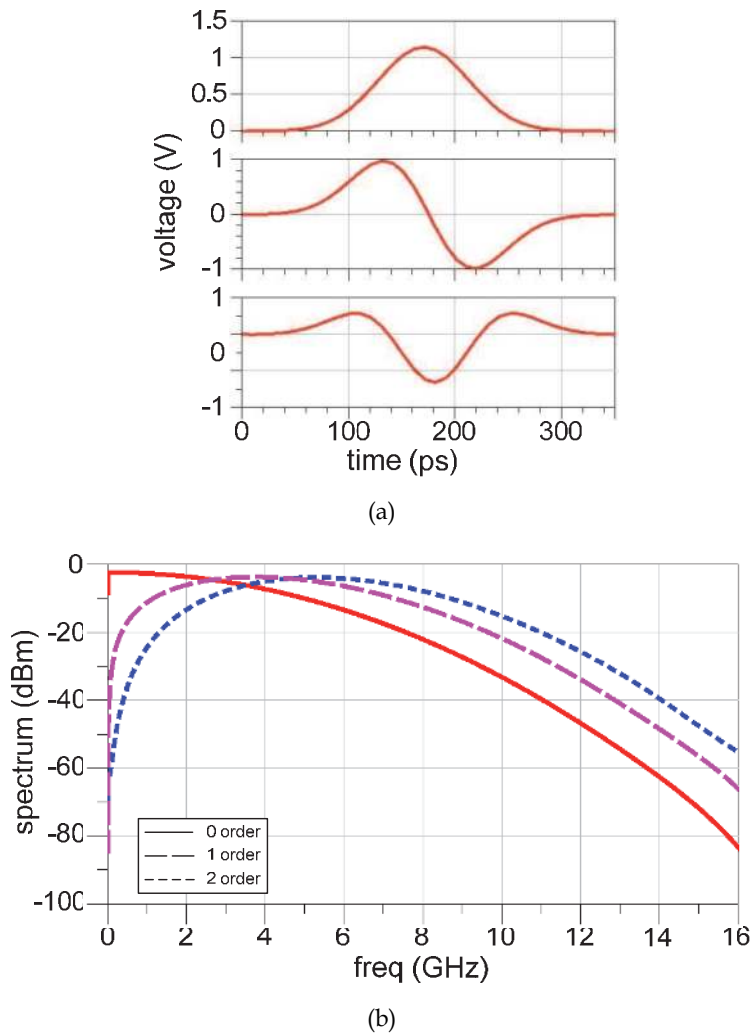 1.5
1
0.5
0
voltage (V)
1
0
-1
1
0
-1
0 100 200 300
time (ps)
(a)
0
-20
-40
-60
-80
-100
spectrum (dBm)
0 order
1 order
2 order
0 2 4 6 8 10 12 14 16
freq (GHz)
(b)